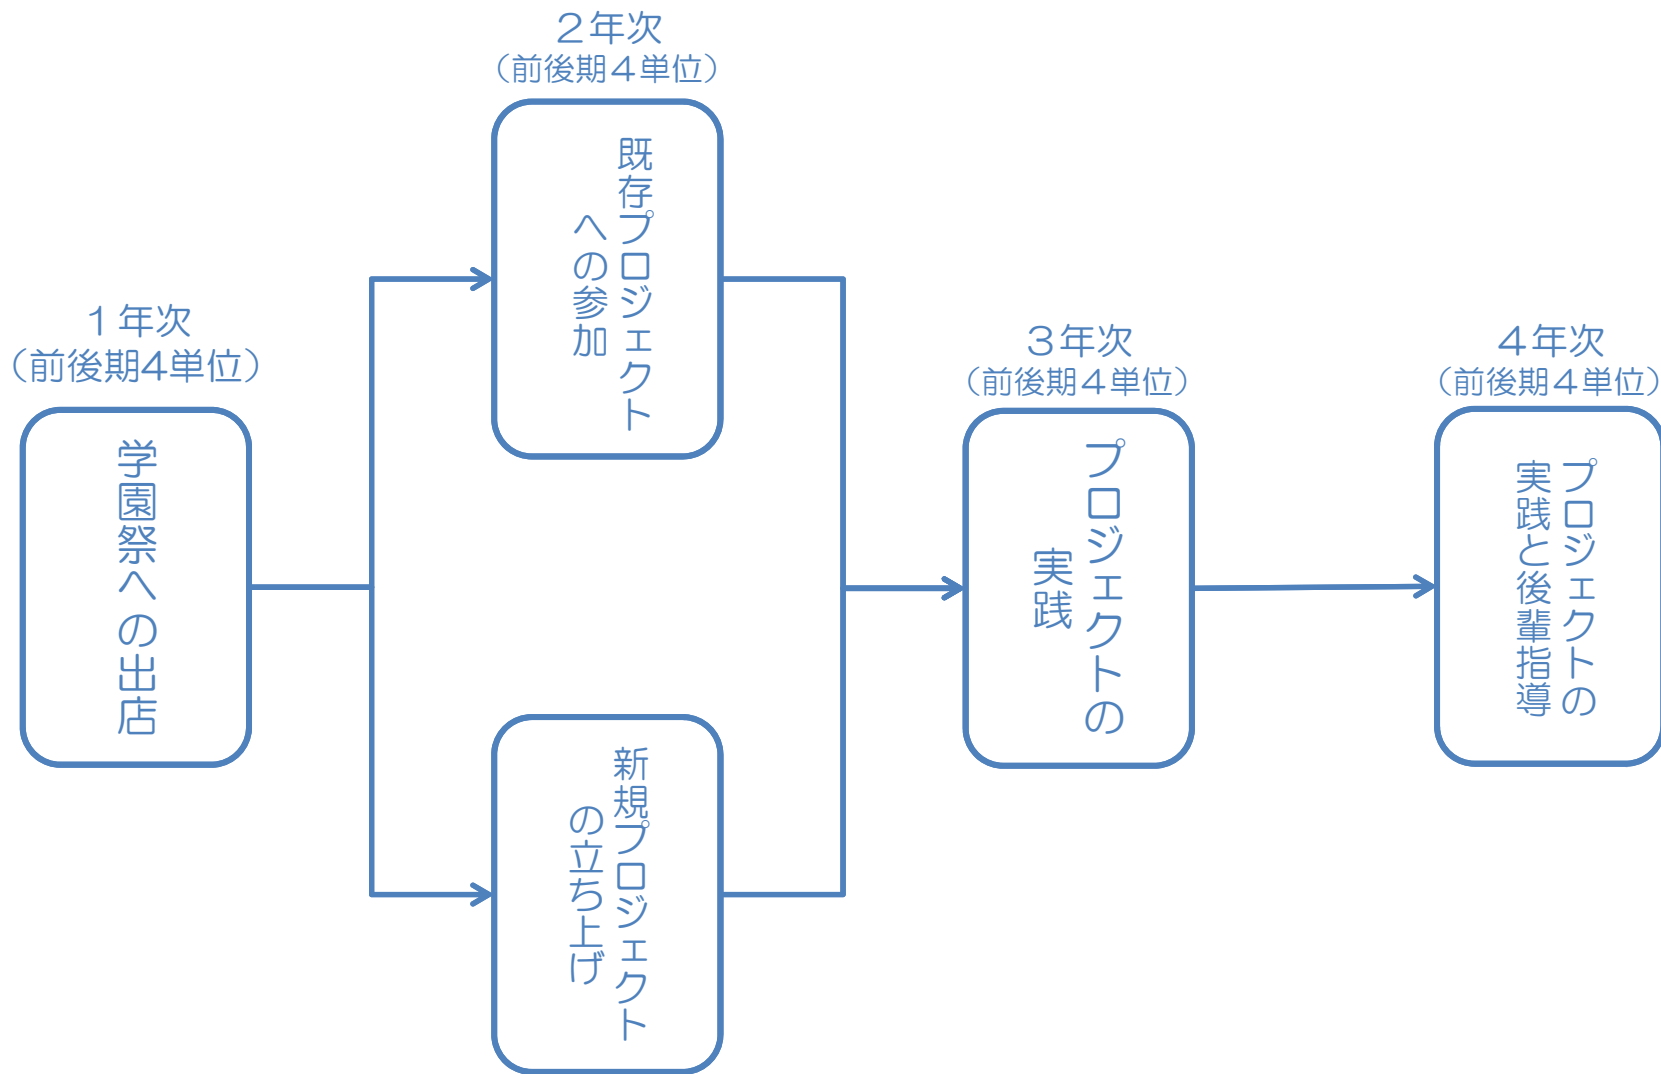 1年次
（前後期4単位）
学園祭への出店
２年次
（前後期４単位）
既存プロジェクト
への参加
新規プロジェクト
の立ち上げ
３年次
（前後期４単位）
プロジェクトの
実践
４年次
（前後期４単位）
プロジェクトの
実践と後輩指導